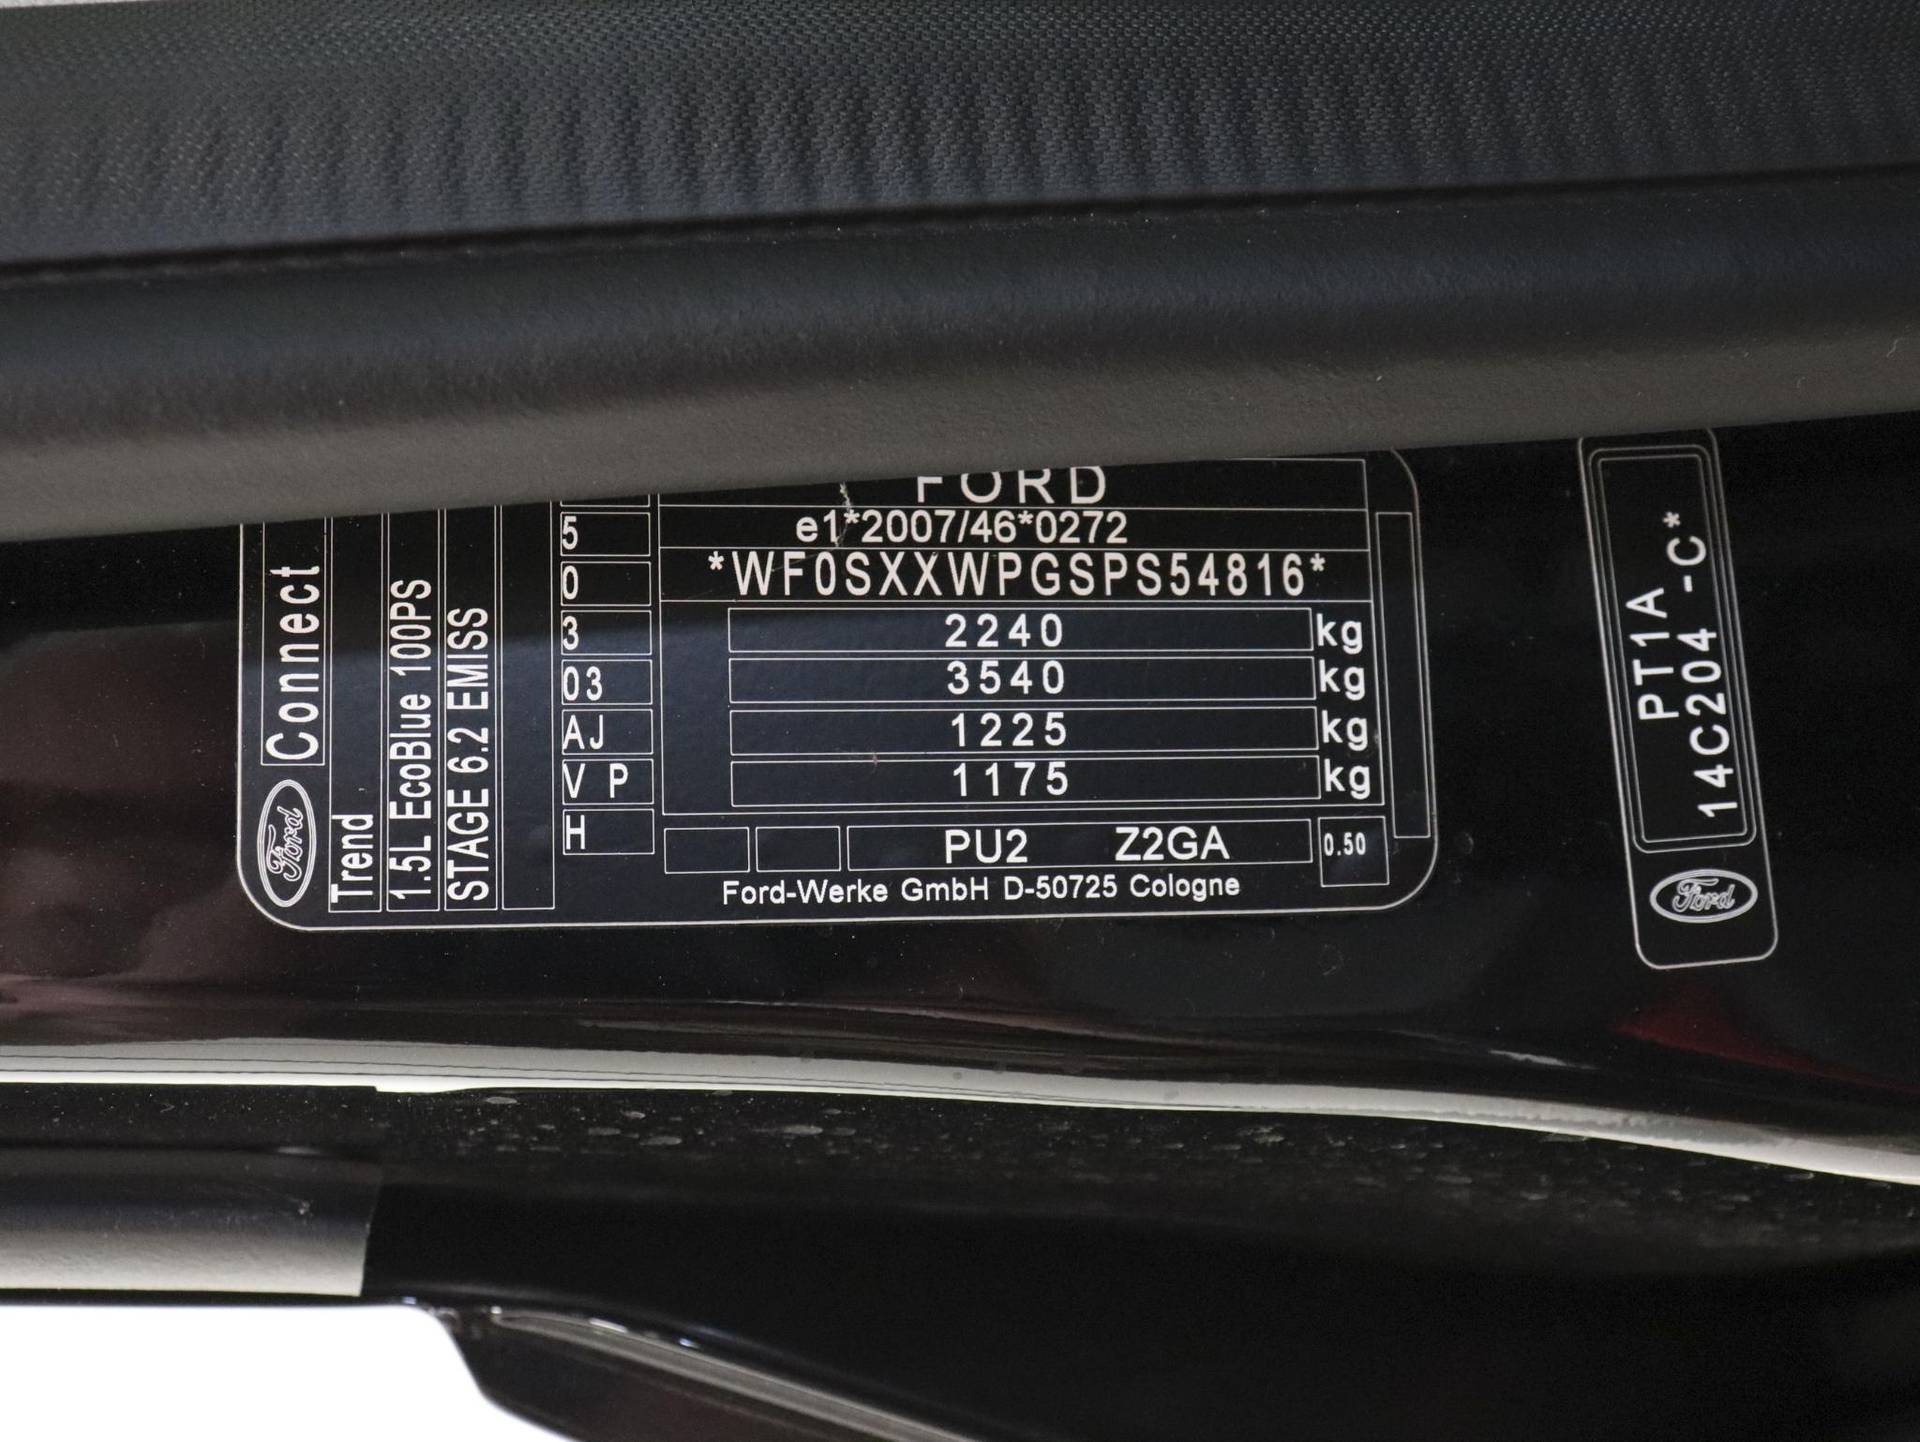 Ford Connect
Trend
1.5L EcoBlue 100PS
STAGE 6.2 EMISS
5
0
3
03
AJ
V P
H
FORD
e1*2007/46*0272
*WF0SXXWPGSPS54816*
2240 kg
3540 kg
1225 kg
1175 kg
PU2 Z2GA 0.50
Ford-Werke GmbH D-50725 Cologne
PT1A
14C204 -C*
Ford